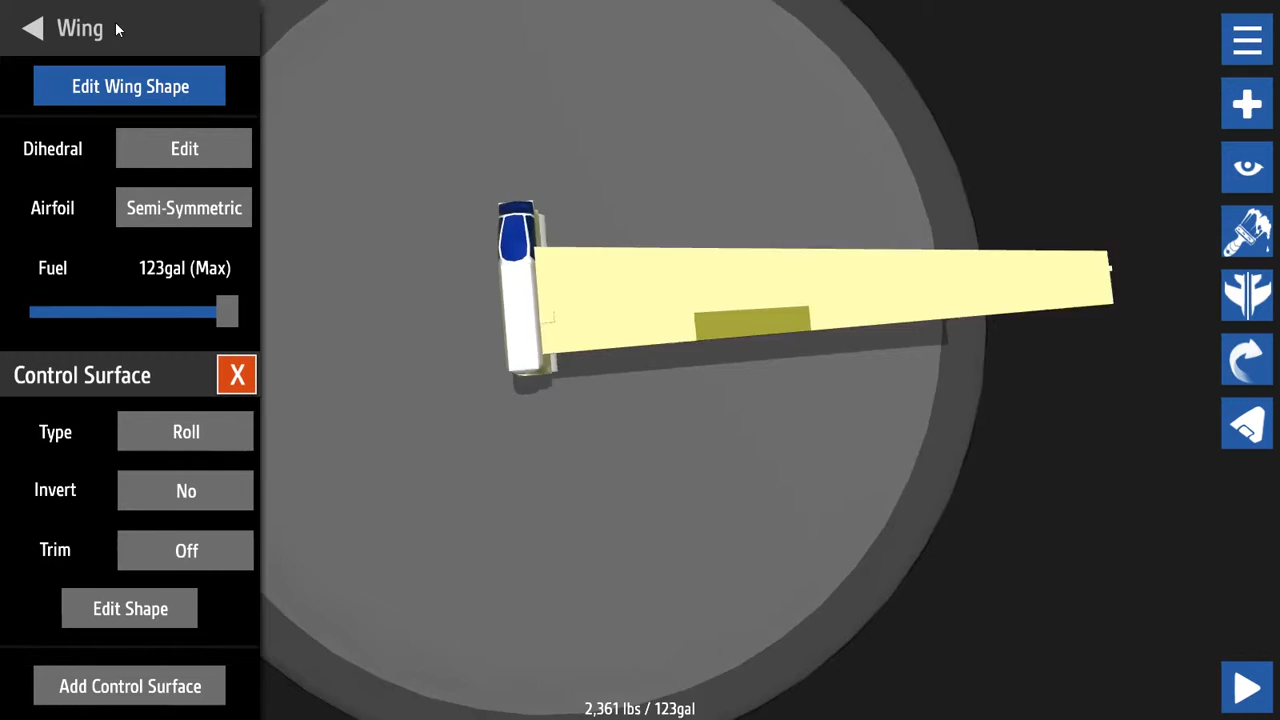 Wing
Edit Wing Shape
Dihedral
Edit
Airfoil
Semi-Symmetric
Fuel
123gal (Max)
Control Surface
X
Type
Roll
Invert
No
Trim
Off
Edit Shape
Add Control Surface
2,361 lbs / 123gal